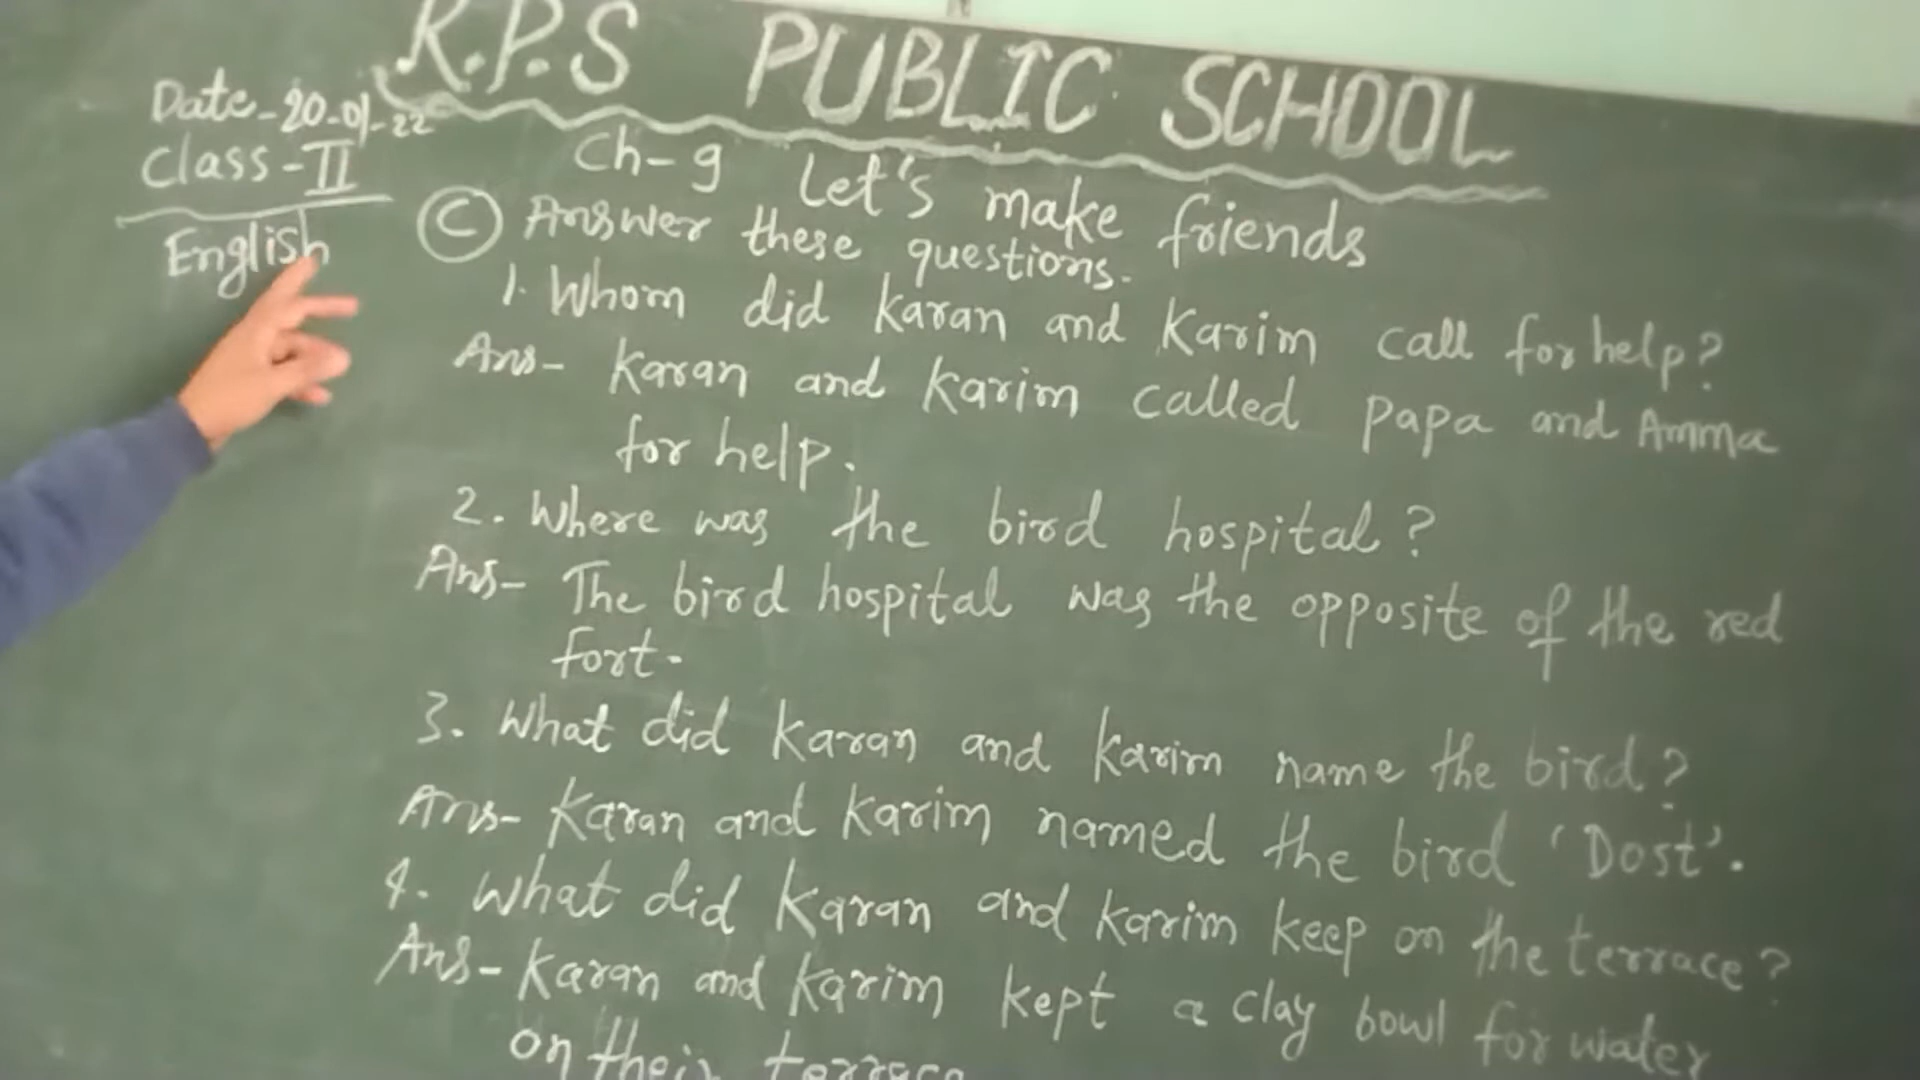 R.P.S PUBLIC SCHOOL
Date-20-01-22
Class-II
English
Ch-9 Let's make friends
C Answer these questions.
1. Whom did Karan and Karim call for help?
Ans- Karan and Karim called papa and Amma
for help.
2. Where was the bird hospital?
Ans- The bird hospital was the opposite of the red
fort.
3. What did Karan and Karim name the bird?
Ans- Karan and Karim named the bird 'Dost'.
4. What did Karan and Karim keep on the terrace?
Ans- Karan and Karim kept a clay bowl for water
on their terrace